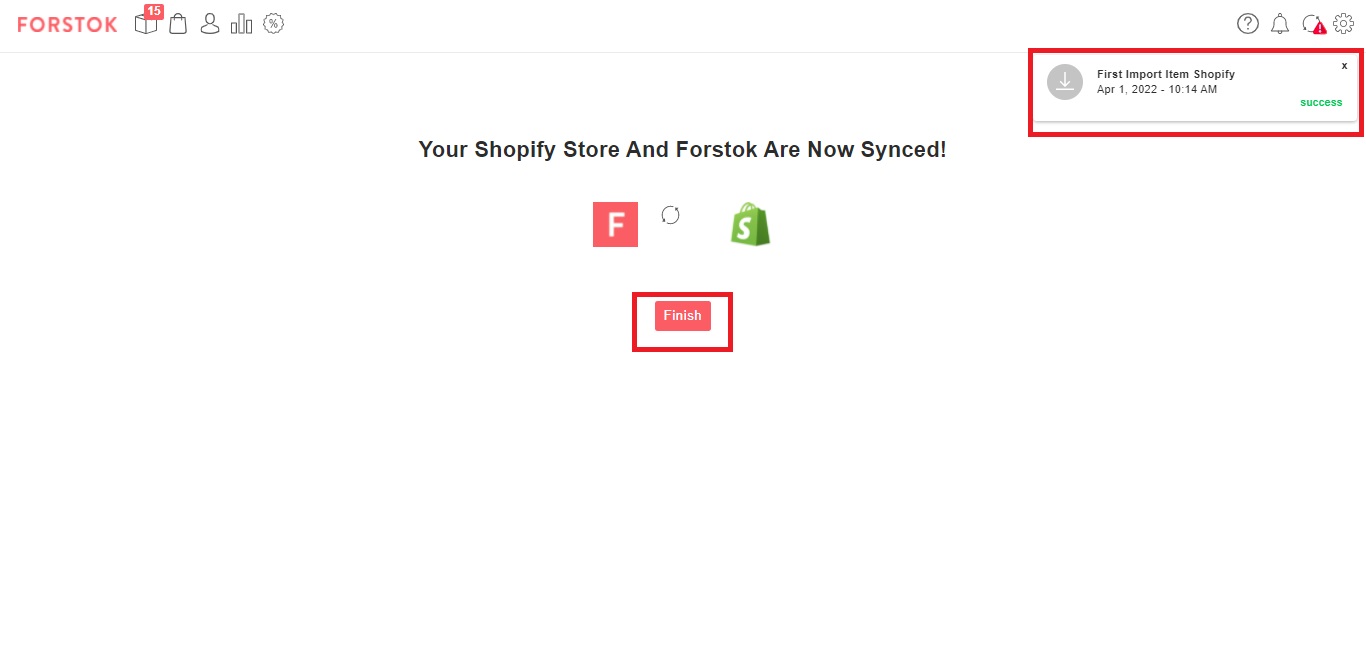 FORSTOK
15
%
?
First Import Item Shopify
x
Apr 1, 2022 - 10:14 AM
success
Your Shopify Store And Forstok Are Now Synced!
F
S
Finish